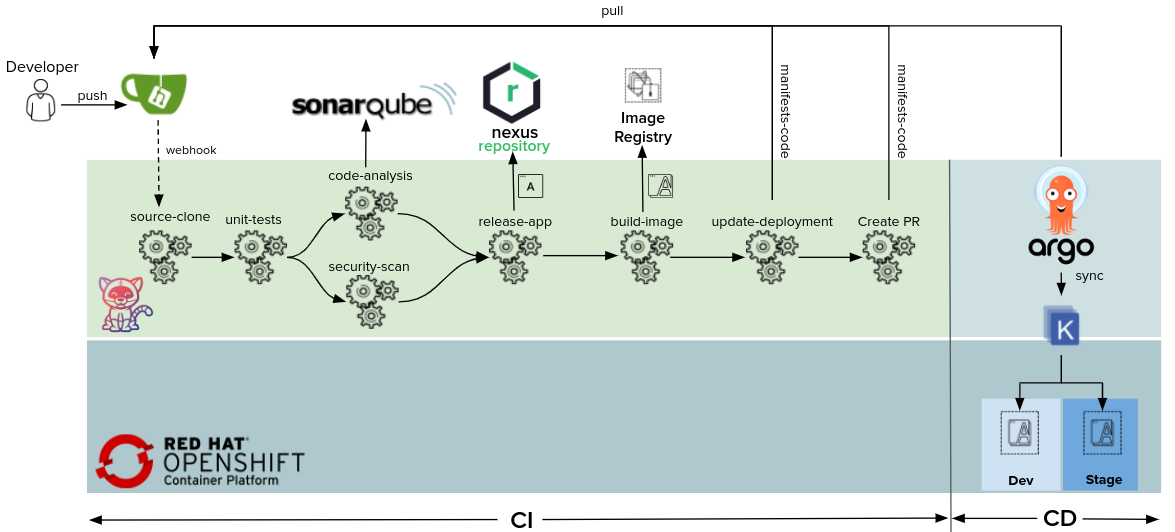 pull
Developer
push
webhook
sonarqube
r
nexus
repository
Image
Registry
manifests-code
manifests-code
A
A
code-analysis
source-clone
unit-tests
security-scan
release-app
build-image
update-deployment
Create PR
argo
sync
K
RED HAT®
OPENSHIFT
Container Platform
A
A
Dev
Stage
CI
CD